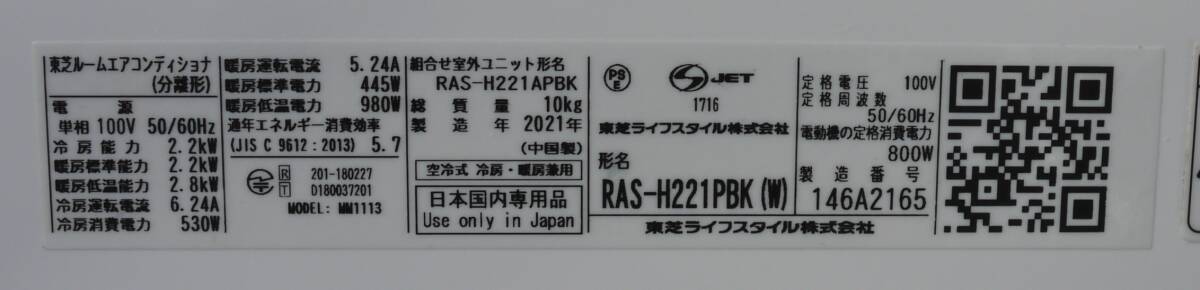 東芝ルームエアコンディショナ
(分離形)
電源
単相 100V 50/60Hz
冷房能力 2.2kW
暖房標準能力 2.2kW
暖房低温能力 2.8kW
冷房運転電流 6.24A
冷房消費電力 530W
暖房運転電流 5.24A
暖房標準電力 445W
暖房低温電力 980W
通年エネルギー消費効率
(JIS C 9612:2013) 5.7
R 201-180227
T D180037201
MODEL: MM1113
組合せ室外ユニット形名
RAS-H221APBK
総質量 10kg
製造年 2021年
(中国製)
空冷式 冷房・暖房兼用
日本国内専用品
Use only in Japan
PS
E
JET
1716
東芝ライフスタイル株式会社
形名
RAS-H221PBK(W)
東芝ライフスタイル株式会社
定格電圧 100V
定格周波数
50/60Hz
電動機の定格消費電力
800W
製造番号
146A2165